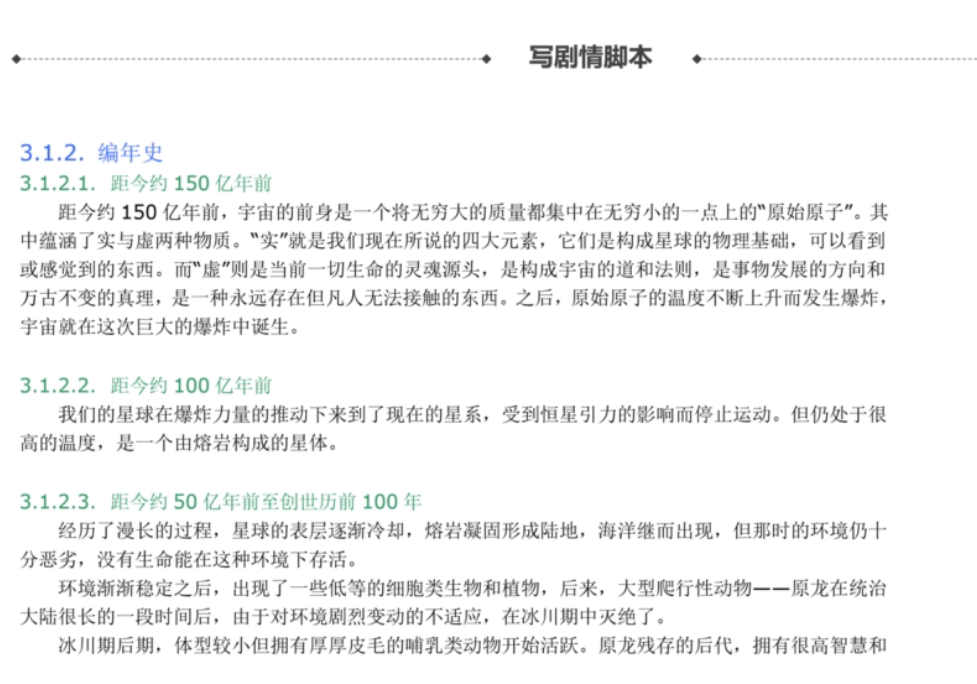 写剧情脚本
3.1.2. 编年史
3.1.2.1. 距今约 150 亿年前
距今约 150 亿年前，宇宙的前身是一个将无穷大的质量都集中在无穷小的一点上的“原始原子”。其
中蕴涵了实与虚两种物质。“实”就是我们现在所说的四大元素，它们是构成星球的物理基础，可以看到
或感觉到的东西。而“虚”则是当前一切生命的灵魂源头，是构成宇宙的道和法则，是事物发展的方向和
万古不变的真理，是一种永远存在但凡人无法接触的东西。之后，原始原子的温度不断上升而发生爆炸，
宇宙就在这次巨大的爆炸中诞生。
3.1.2.2. 距今约 100 亿年前
我们的星球在爆炸力量的推动下来到了现在的星系，受到恒星引力的影响而停止运动。但仍处于很
高的温度，是一个由熔岩构成的星体。
3.1.2.3. 距今约 50 亿年前至创世历前 100 年
经历了漫长的过程，星球的表层逐渐冷却，熔岩凝固形成陆地，海洋继而出现，但那时的环境仍十
分恶劣，没有生命能在这种环境下存活。
环境渐渐稳定之后，出现了一些低等的细胞类生物和植物，后来，大型爬行性动物——原龙在统治
大陆很长的一段时间后，由于对环境剧烈变动的不适应，在冰川期中灭绝了。
冰川期后期，体型较小但拥有厚厚皮毛的哺乳类动物开始活跃。原龙残存的后代，拥有很高智慧和